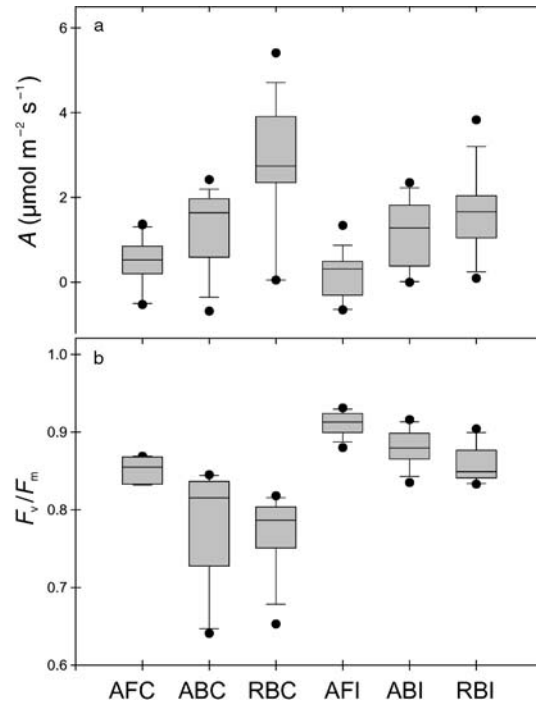 a
6
4
2
0
A (µmol m⁻² s⁻¹)
b
1.0
0.9
0.8
0.7
0.6
Fᵥ/Fₘ
AFC ABC RBC AFI ABI RBI